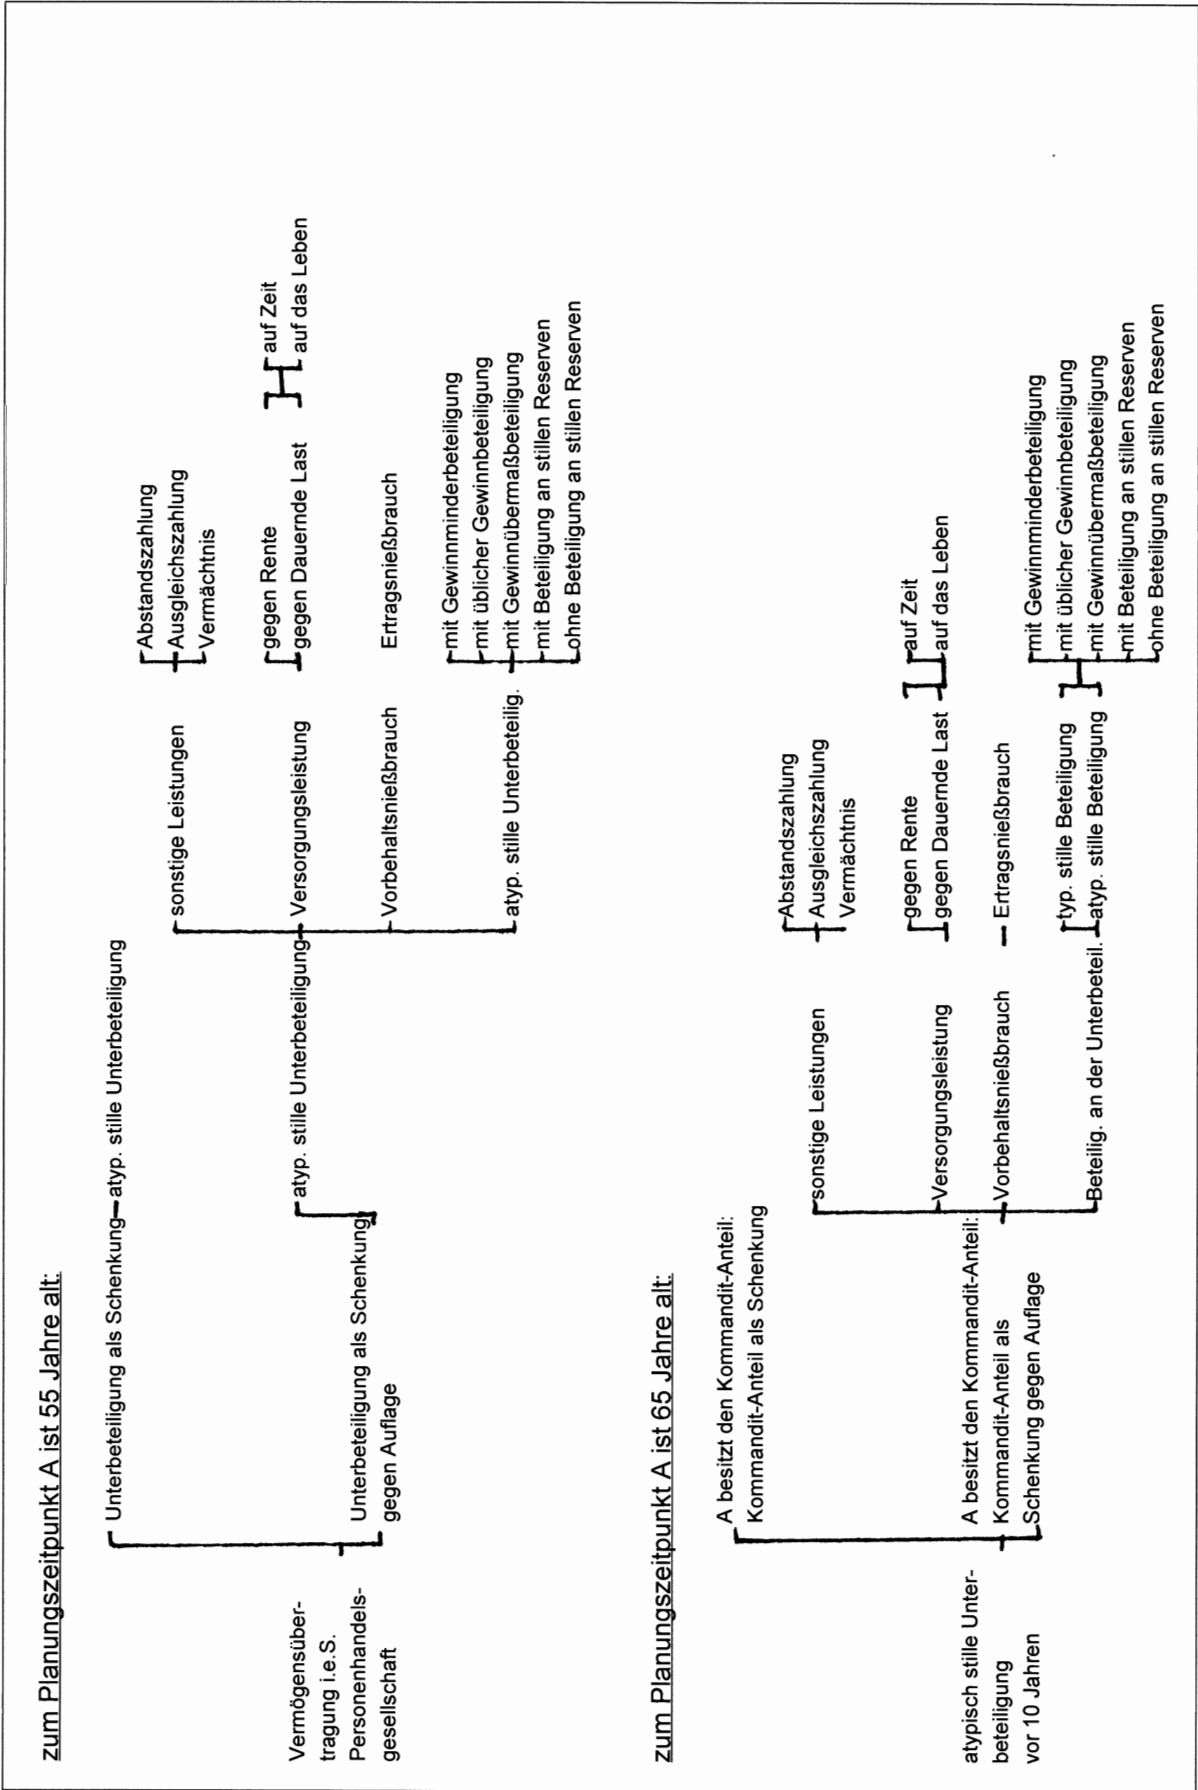 zum Planungszeitpunkt A ist 55 Jahre alt:
Vermögensüber-
tragung i.e.S.
Personenhandels-
gesellschaft
Unterbeteiligung als Schenkung
atyp. stille Unterbeteiligung
Unterbeteiligung als Schenkung
gegen Auflage
atyp. stille Unterbeteiligung
sonstige Leistungen
Abstandszahlung
Ausgleichszahlung
Vermächtnis
Versorgungsleistung
gegen Rente
gegen Dauernde Last
auf Zeit
auf das Leben
Vorbehaltsnießbrauch
Ertragsnießbrauch
atyp. stille Unterbeteilig.
mit Gewinnminderbeteiligung
mit üblicher Gewinnbeteiligung
mit Gewinnübermaßbeteiligung
mit Beteiligung an stillen Reserven
ohne Beteiligung an stillen Reserven
zum Planungszeitpunkt A ist 65 Jahre alt:
atypisch stille Unter-
beteiligung
vor 10 Jahren
A besitzt den Kommandit-Anteil:
Kommandit-Anteil als Schenkung
A besitzt den Kommandit-Anteil:
Kommandit-Anteil als
Schenkung gegen Auflage
sonstige Leistungen
Abstandszahlung
Ausgleichszahlung
Vermächtnis
Versorgungsleistung
gegen Rente
gegen Dauernde Last
auf Zeit
auf das Leben
Vorbehaltsnießbrauch
Ertragsnießbrauch
Beteilig. an der Unterbeteil.
typ. stille Beteiligung
atyp. stille Beteiligung
mit Gewinnminderbeteiligung
mit üblicher Gewinnbeteiligung
mit Gewinnübermaßbeteiligung
mit Beteiligung an stillen Reserven
ohne Beteiligung an stillen Reserven